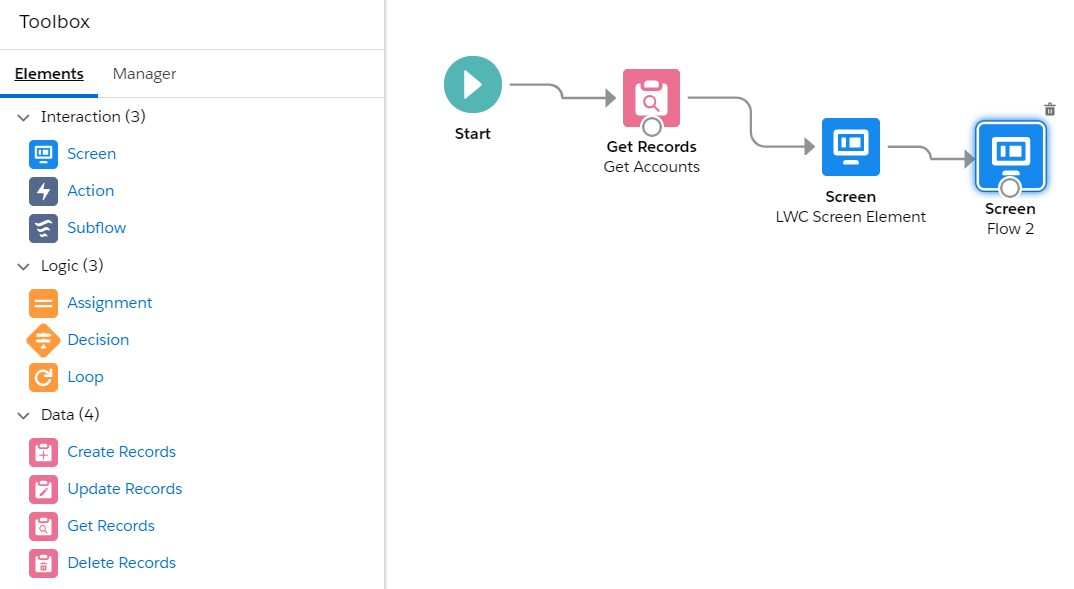 Toolbox
Elements
Manager
Interaction (3)
Screen
Action
Subflow
Logic (3)
Assignment
Decision
Loop
Data (4)
Create Records
Update Records
Get Records
Delete Records
Start
Get Records
Get Accounts
Screen
LWC Screen Element
Screen
Flow 2